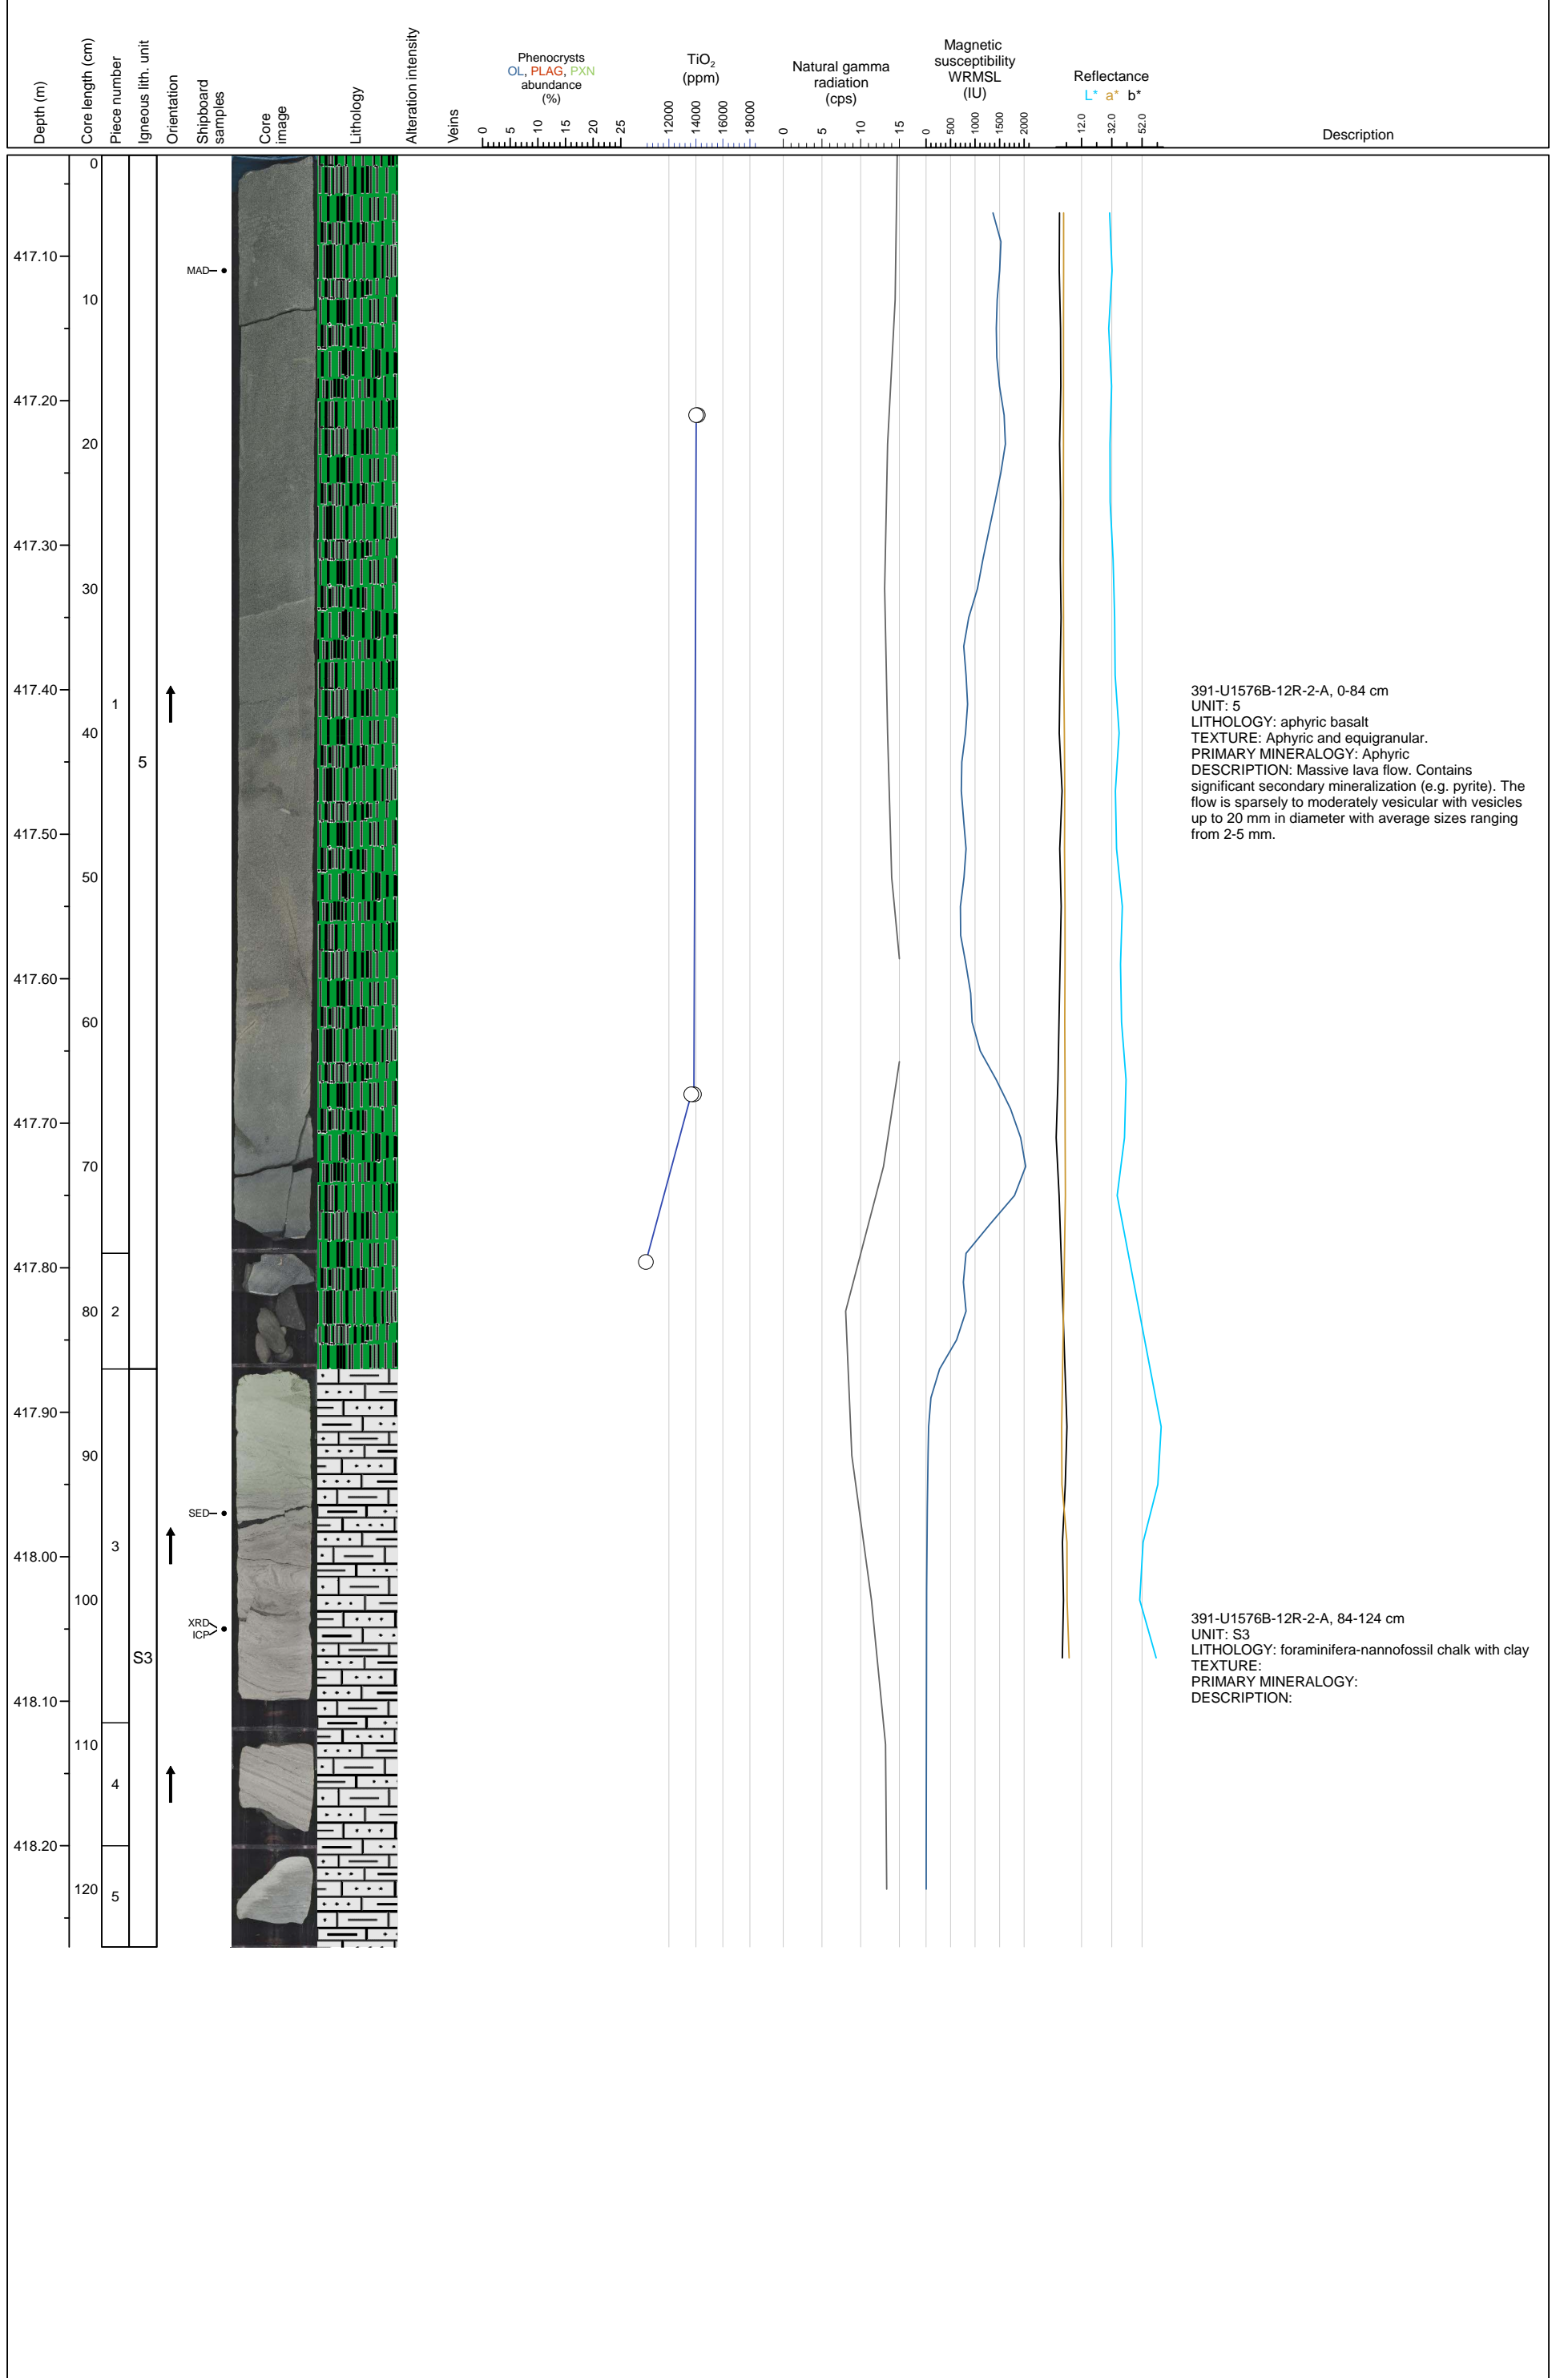 Depth (m)
Core length (cm)
Piece number
Igneous lith. unit
Orientation
Shipboard
samples
Core
image
Lithology
Alteration intensity
Veins
Phenocrysts
OL, PLAG, PXN
abundance
(%)
0 5 10 15 20 25
TiO2
(ppm)
12000 14000 16000 18000
Natural gamma
radiation
(cps)
0 5 10 15
Magnetic
susceptibility
WRMSL
(IU)
0 500 1000 1500 2000
Reflectance
L* a* b*
12.0 32.0 52.0
Description
0
417.10
MAD
10
417.20
20
417.30
30
417.40
1
40
5
417.50
50
417.60
60
417.70
70
417.80
80
2
417.90
90
SED
3
418.00
100
XRD
ICP
S3
418.10
110
4
418.20
120
5
391-U1576B-12R-2-A, 0-84 cm
UNIT: 5
LITHOLOGY: aphyric basalt
TEXTURE: Aphyric and equigranular.
PRIMARY MINERALOGY: Aphyric
DESCRIPTION: Massive lava flow. Contains
significant secondary mineralization (e.g. pyrite). The
flow is sparsely to moderately vesicular with vesicles
up to 20 mm in diameter with average sizes ranging
from 2-5 mm.
391-U1576B-12R-2-A, 84-124 cm
UNIT: S3
LITHOLOGY: foraminifera-nannofossil chalk with clay
TEXTURE:
PRIMARY MINERALOGY:
DESCRIPTION: